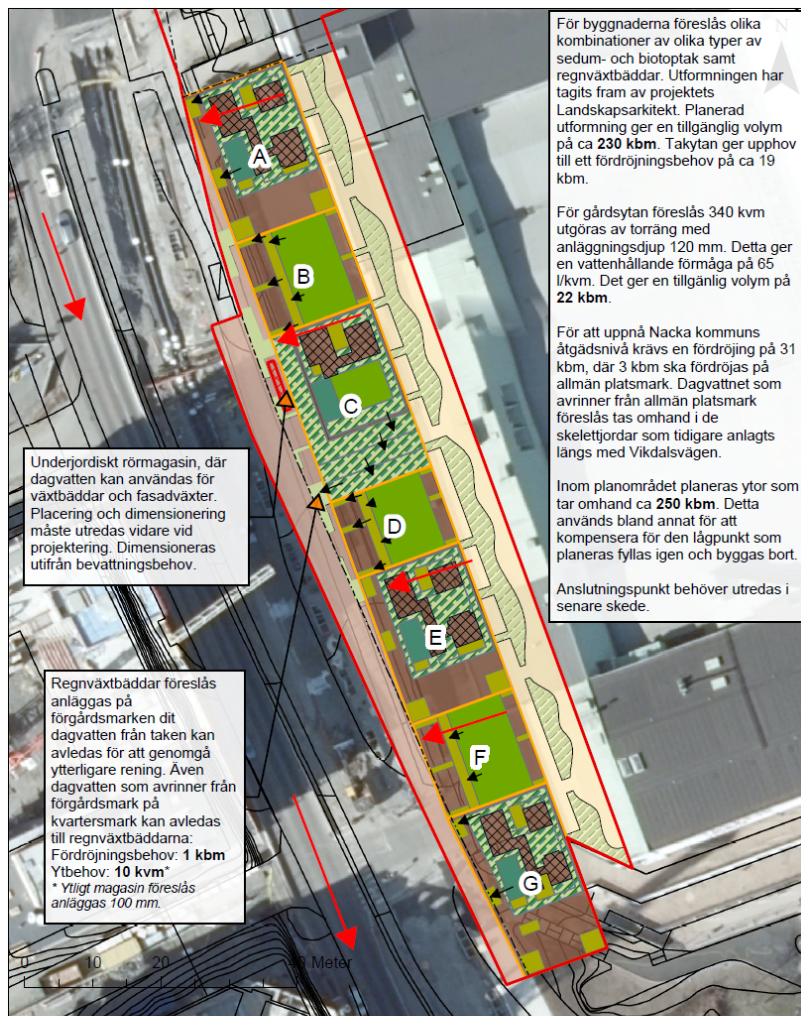 För byggnaderna föreslås olika
kombinationer av olika typer av
sedum- och biotoptak samt
regnväxtbäddar. Utformningen har
tagits fram av projektets
Landskapsarkitekt. Planerad
utformning ger en tillgänglig volym
på ca 230 kbm. Takytan ger upphov
till ett fördröjningsbehov på ca 19
kbm.
För gårdsytan föreslås 340 kvm
utgöras av torräng med
anläggningsdjup 120 mm. Detta ger
en vattenhållande förmåga på 65
l/kvm. Det ger en tillgänlig volym på
22 kbm.
För att uppnå Nacka kommuns
åtgädsnivå krävs en fördröjing på 31
kbm, där 3 kbm ska fördröjas på
allmän platsmark. Dagvattnet som
avrinner från allmän platsmark
föreslås tas omhand i de
skelettjordar som tidigare anlagts
längs med Vikdalsvägen.
Inom planområdet planeras ytor som
tar omhand ca 250 kbm. Detta
används bland annat för att
kompensera för den lågpunkt som
planeras fyllas igen och byggas bort.
Anslutningspunkt behöver utredas i
senare skede.
N
A
B
C
D
E
F
G
Underjordiskt rörmagasin, där
dagvatten kan användas för
växtbäddar och fasadväxter.
Placering och dimensionering
måste utredas vidare vid
projektering. Dimensioneras
utifrån bevattningsbehov.
Regnväxtbäddar föreslås
anläggas på
förgårdsmarken dit
dagvatten från taken kan
avledas för att genomgå
ytterligare rening. Även
dagvatten som avrinner från
förgårdsmark på
kvartersmark kan avledas
till regnväxtbäddarna:
Fördröjningsbehov: 1 kbm
Ytbehov: 10 kvm*
* Ytligt magasin föreslås
anläggas 100 mm.
0 10 20 40 Meter